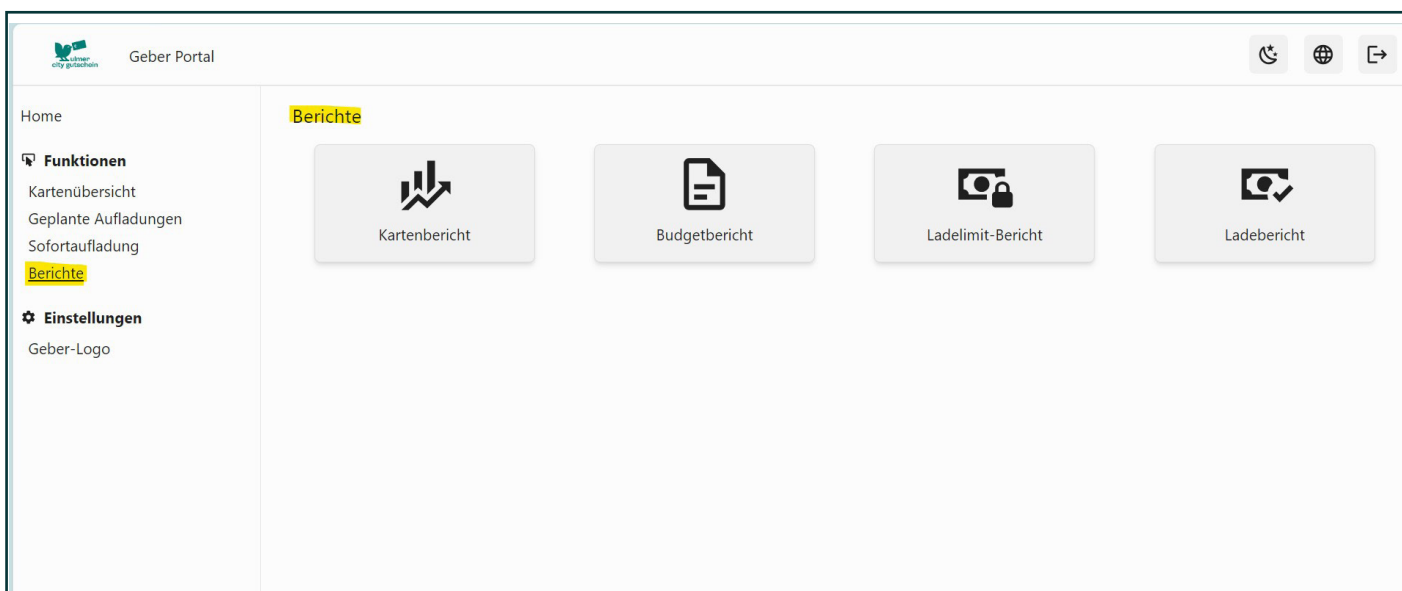 ulmer
city gutschein
Geber Portal
Home
Funktionen
Kartenübersicht
Geplante Aufladungen
Sofortaufladung
Berichte
Einstellungen
Geber-Logo
Berichte
Kartenbericht
Budgetbericht
Ladelimit-Bericht
Ladebericht